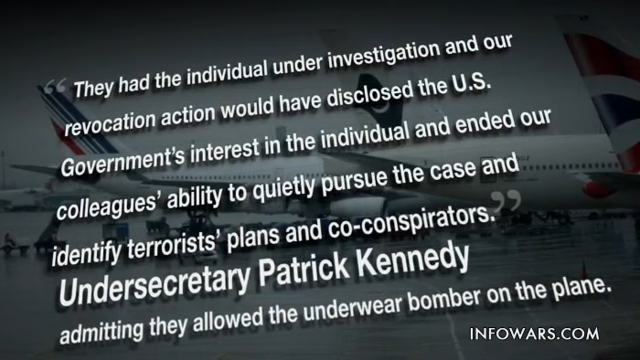 “They had the individual under investigation and our
revocation action would have disclosed the U.S.
Government's interest in the individual and ended our
colleagues' ability to quietly pursue the case and
identify terrorists' plans and co-conspirators.”
Undersecretary Patrick Kennedy
admitting they allowed the underwear bomber on the plane.
INFOWARS.COM